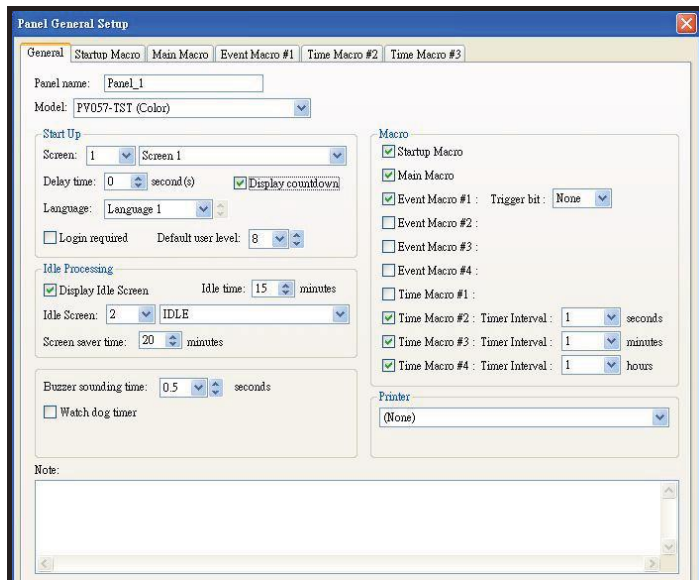 Panel General Setup
General Startup Macro Main Macro Event Macro #1 Time Macro #2 Time Macro #3
Panel name: Panel_1
Model: PV057-TST (Color)
Start Up
Screen: 1 Screen 1
Delay time: 0 second(s) Display countdown
Language: Language 1
Login required Default user level: 8
Idle Processing
Display Idle Screen Idle time: 15 minutes
Idle Screen: 2 IDLE
Screen saver time: 20 minutes
Buzzer sounding time: 0.5 seconds
Watch dog timer
Macro
Startup Macro
Main Macro
Event Macro #1 : Trigger bit : None
Event Macro #2 :
Event Macro #3 :
Event Macro #4 :
Time Macro #1 :
Time Macro #2 : Timer Interval : 1 seconds
Time Macro #3 : Timer Interval : 1 minutes
Time Macro #4 : Timer Interval : 1 hours
Printer
(None)
Note: